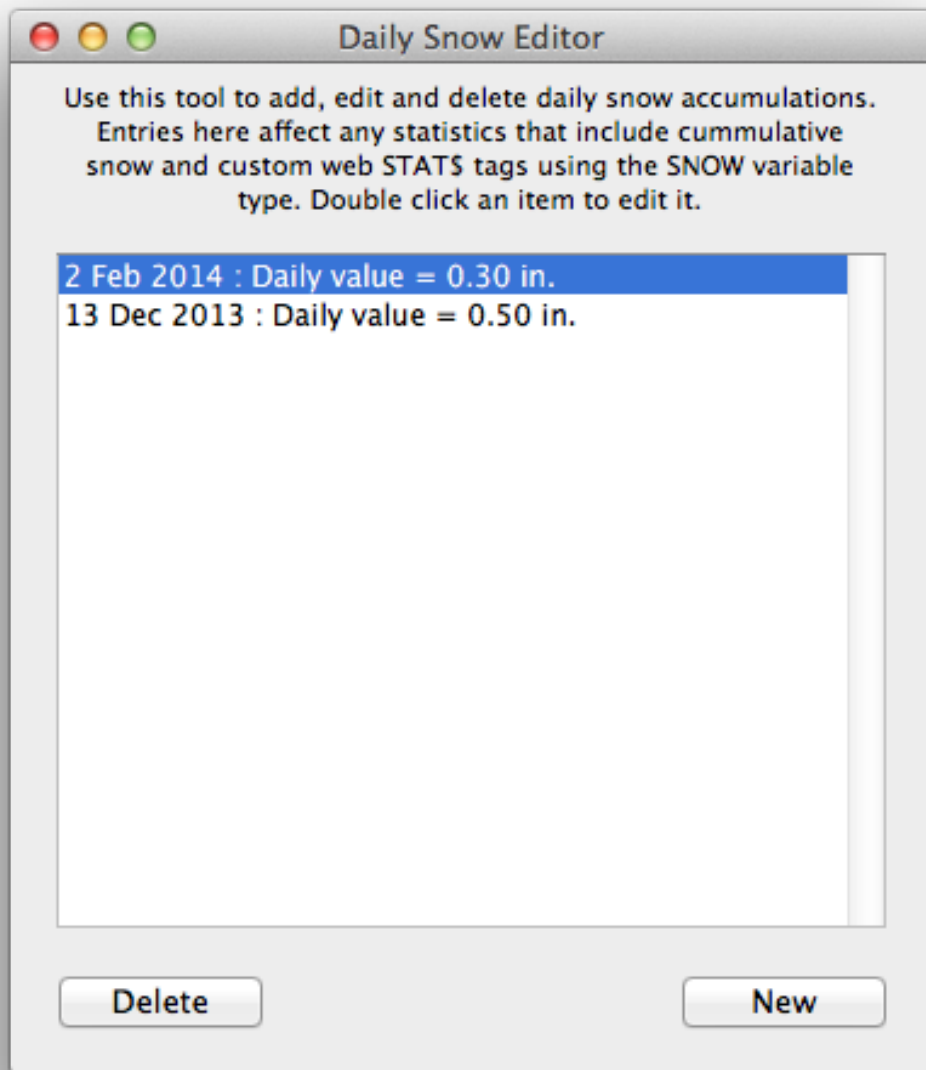 Daily Snow Editor
Use this tool to add, edit and delete daily snow accumulations.
Entries here affect any statistics that include cummulative
snow and custom web STAT$ tags using the SNOW variable
type. Double click an item to edit it.
2 Feb 2014 : Daily value = 0.30 in.
13 Dec 2013 : Daily value = 0.50 in.
Delete
New